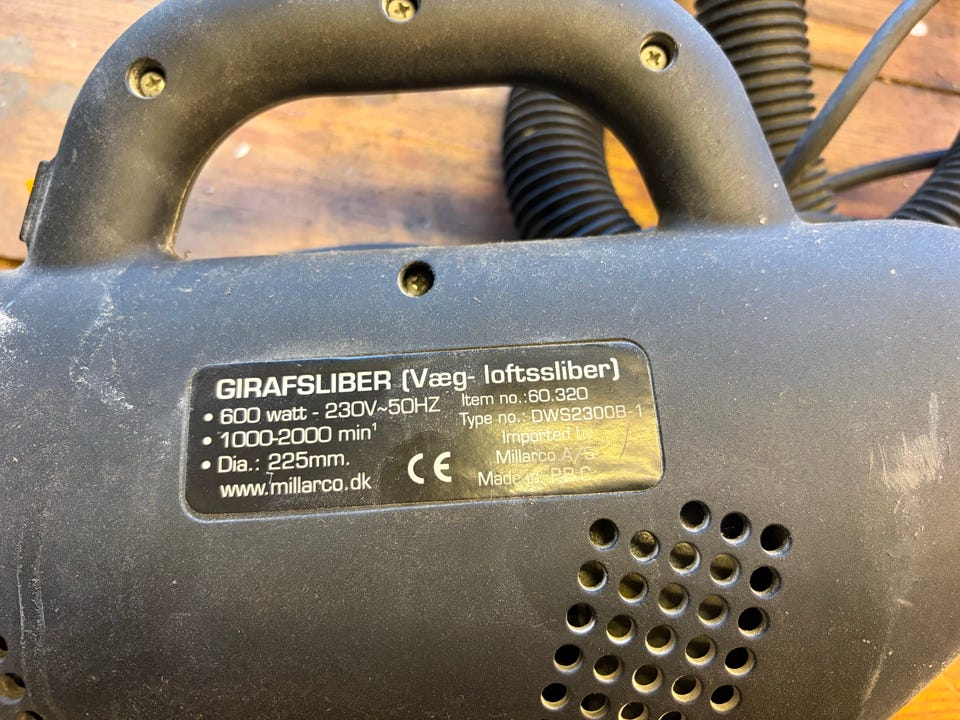 GIRAFSLIBER (Væg- loftssliber)
• 600 watt - 230V~50HZ
• 1000-2000 min¹
• Dia.: 225mm.
www.millarco.dk
CE
Item no.:60.320
Type no.: DWS2300B-1
Imported by
Millarco A/S
Made in P.R.C.